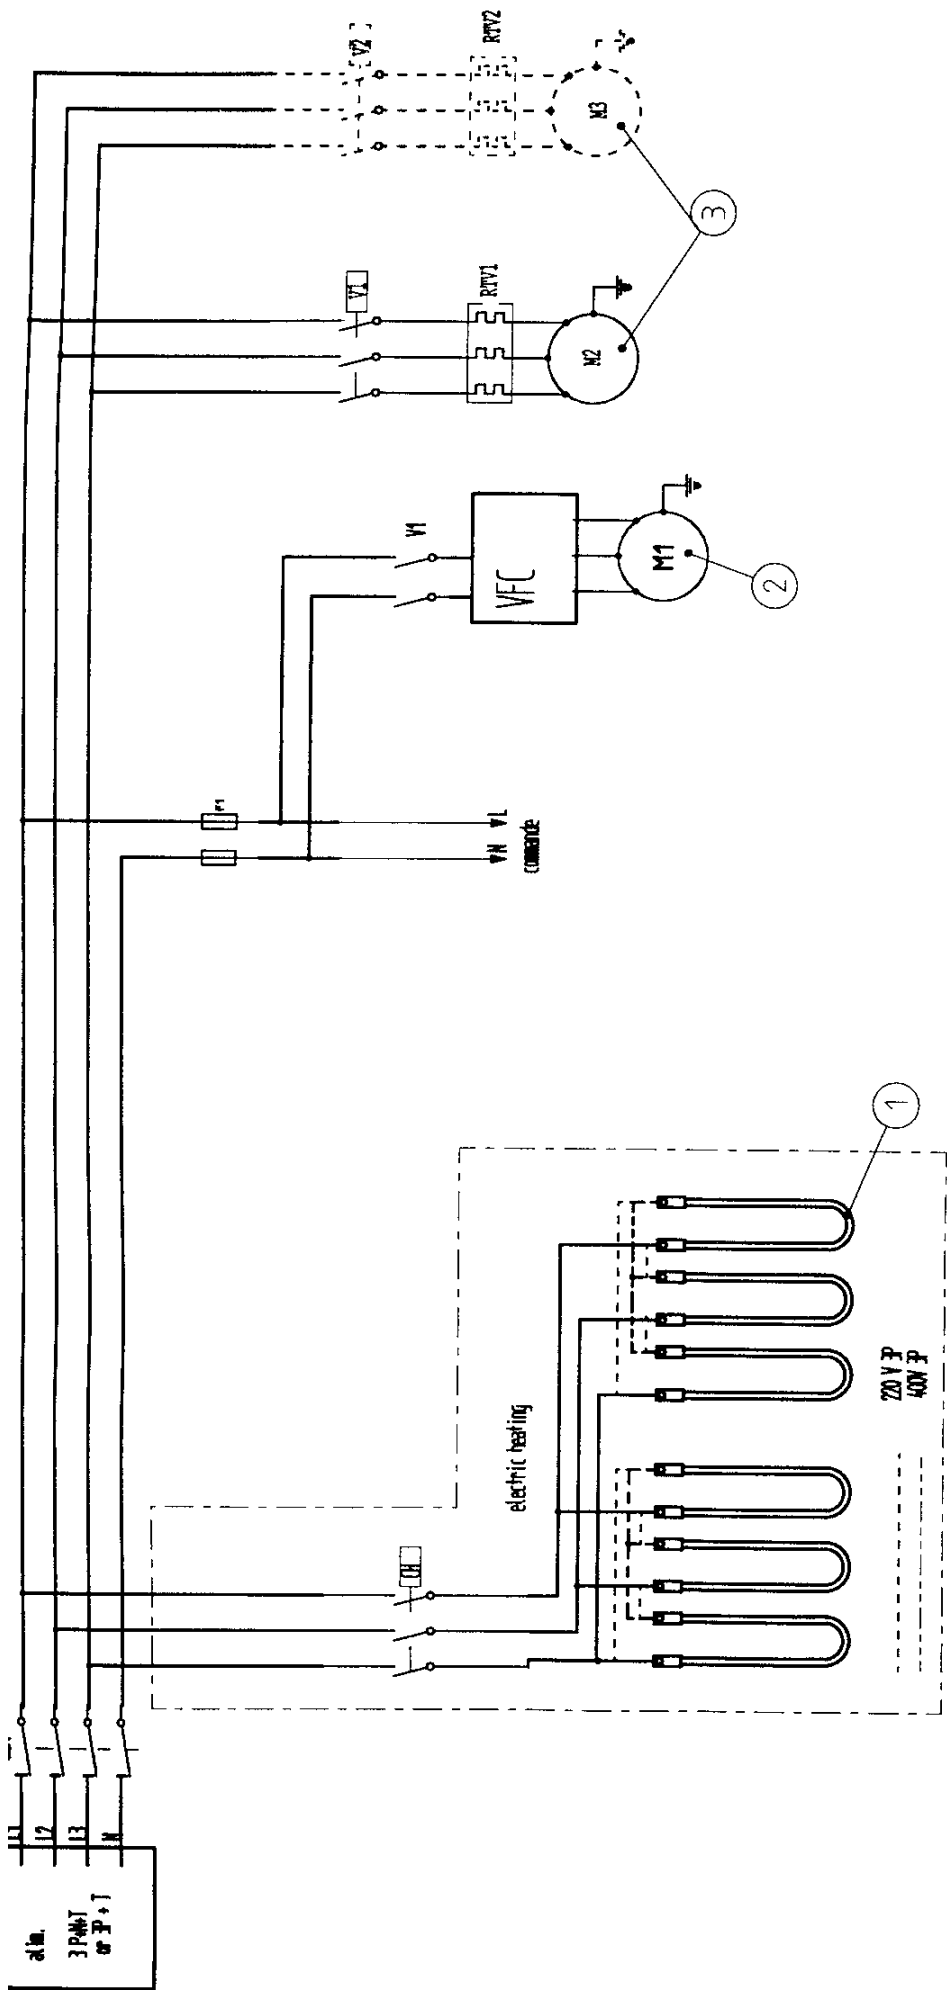 alim.
3 P+N+T
or 3P + T
L1
L2
L3
N
CH
electric heating
220 V 3P
400V 3P
1
F1
L
N
commande
V1
VFC
M1
2
V1
RTV1
M2
3
V2
RTV2
M3